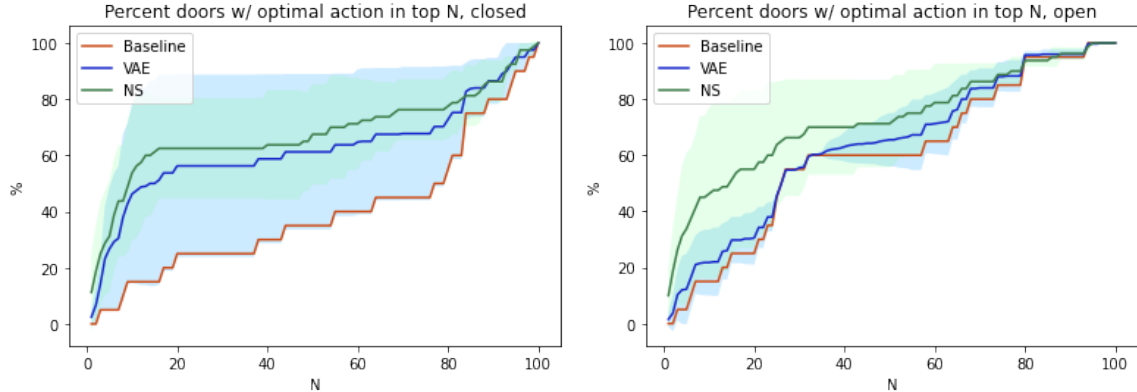 Percent doors w/ optimal action in top N, closed
100
80
60
40
20
0
%
Baseline
VAE
NS
0 20 40 60 80 100
N
Percent doors w/ optimal action in top N, open
100
80
60
40
20
0
%
Baseline
VAE
NS
0 20 40 60 80 100
N